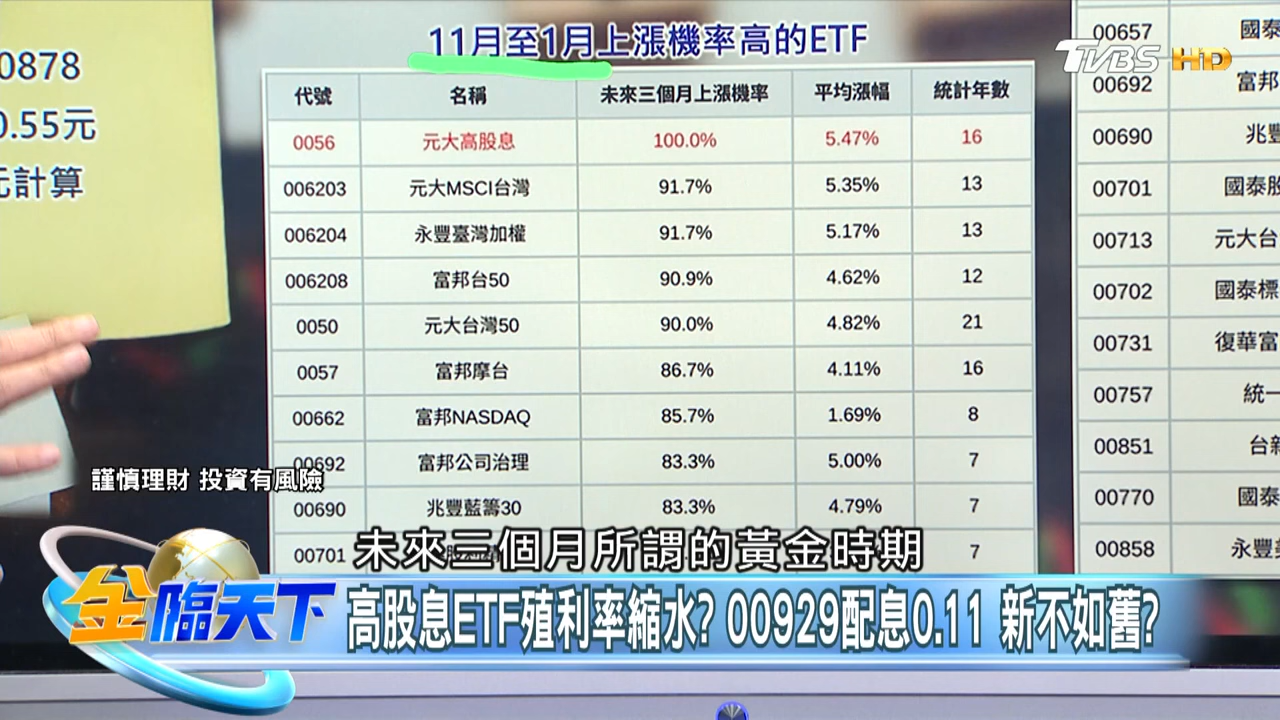 0878
0.55元
元計算
11月至1月上漲機率高的ETF
代號 名稱 未來三個月上漲機率 平均漲幅 統計年數
0056 元大高股息 100.0% 5.47% 16
006203 元大MSCI台灣 91.7% 5.35% 13
006204 永豐臺灣加權 91.7% 5.17% 13
006208 富邦台50 90.9% 4.62% 12
0050 元大台灣50 90.0% 4.82% 21
0057 富邦摩台 86.7% 4.11% 16
00662 富邦NASDAQ 85.7% 1.69% 8
00692 富邦公司治理 83.3% 5.00% 7
00690 兆豐藍籌30 83.3% 4.79% 7
00701 7
00657 國泰
00692 富邦
00690 兆豐
00701 國泰股
00713 元大台
00702 國泰標
00731 復華富
00757 統一
00851 台新
00770 國泰
00858 永豐
TVBS HD
謹慎理財 投資有風險
未來三個月所謂的黃金時期
金臨天下
高股息ETF殖利率縮水? 00929配息0.11 新不如舊?